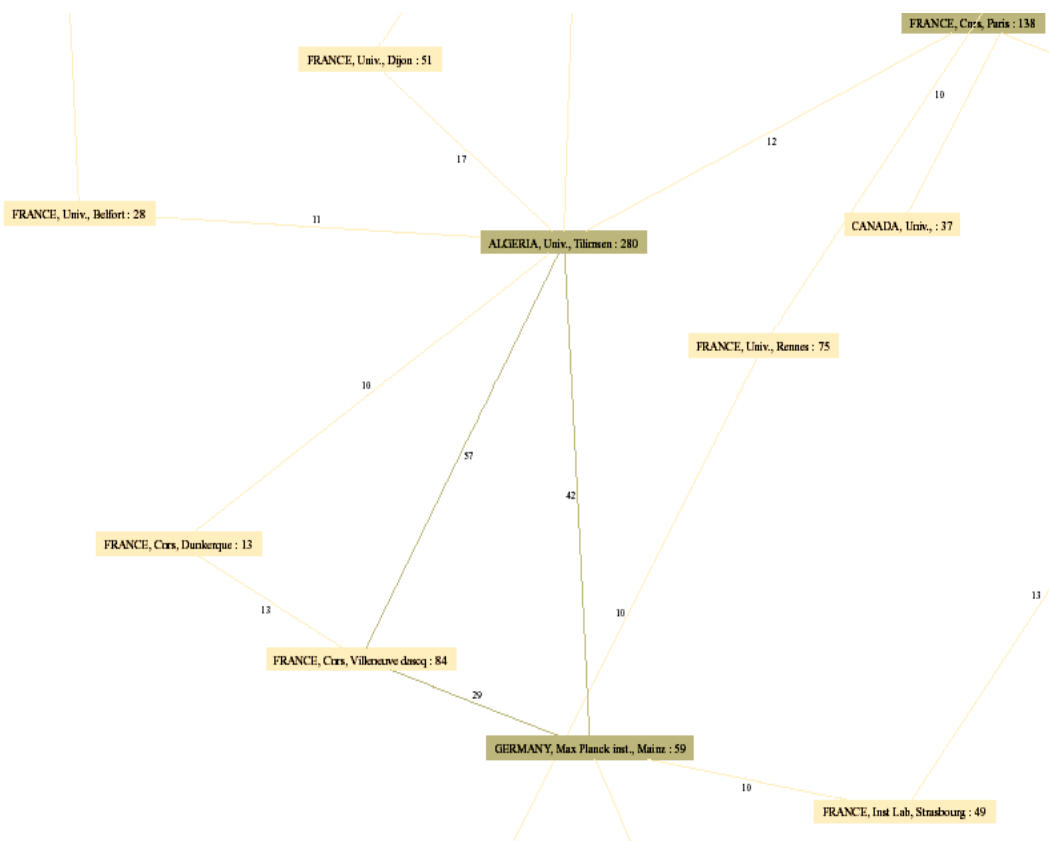 FRANCE, Cnrs, Paris : 138
FRANCE, Univ., Dijon : 51
10
12
17
FRANCE, Univ., Belfort : 28
11
CANADA, Univ., : 37
ALGERIA, Univ., Tilimsen : 280
FRANCE, Univ., Rennes : 75
10
57
42
FRANCE, Cnrs, Dunkerque : 13
13
13
10
FRANCE, Cnrs, Villeneuve dascq : 84
29
GERMANY, Max Planck inst., Mainz : 59
10
FRANCE, Inst Lab, Strasbourg : 49